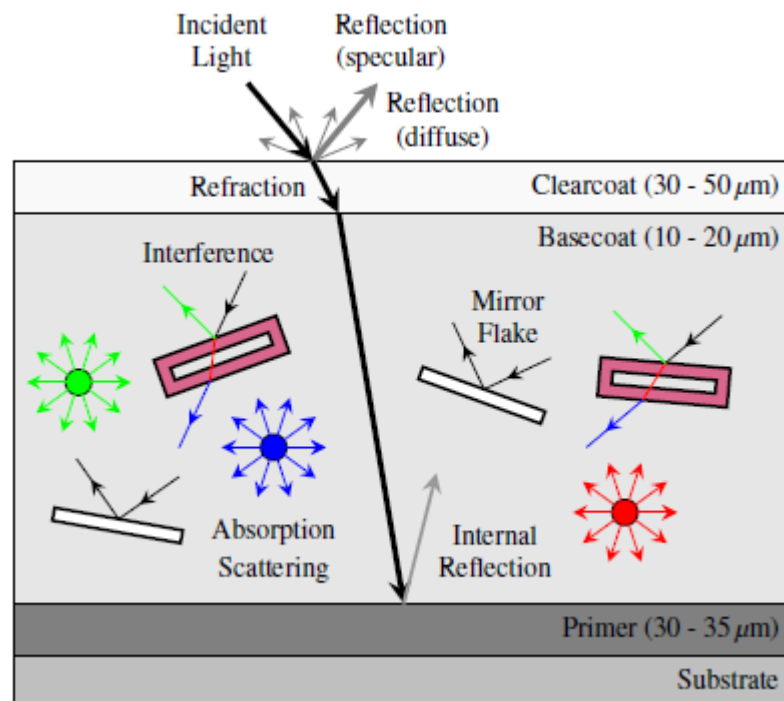 Incident
Light
Reflection
(specular)
Reflection
(diffuse)
Refraction
Clearcoat (30 - 50 μm)
Basecoat (10 - 20 μm)
Interference
Mirror
Flake
Absorption
Scattering
Internal
Reflection
Primer (30 - 35 μm)
Substrate